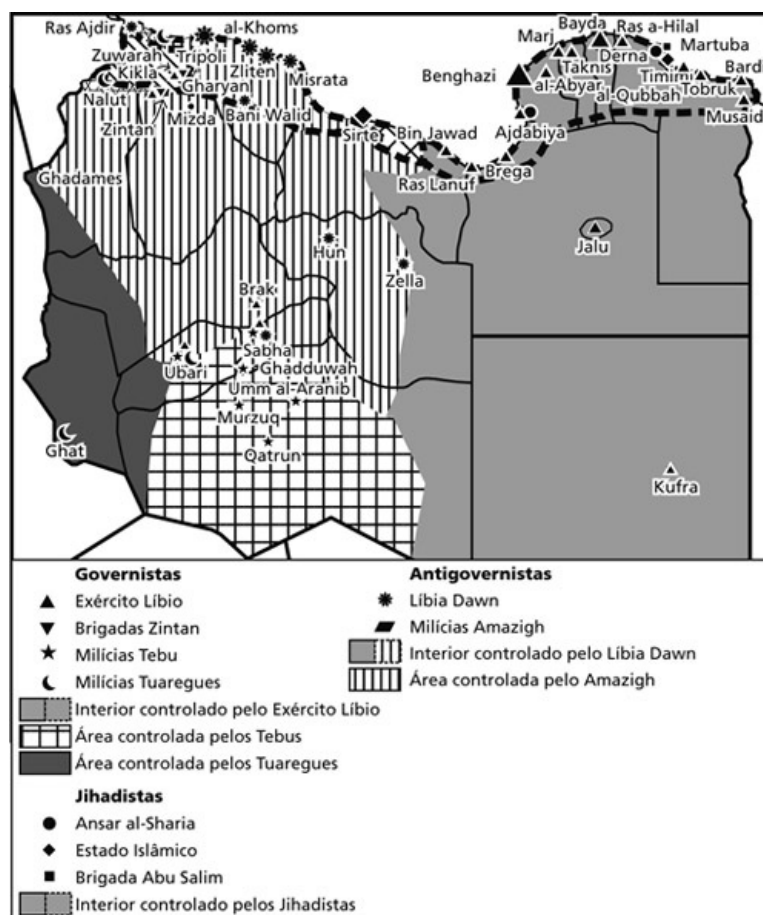 Ras Ajdir
al-Khoms
Bayda
Ras a-Hilal
Marj
Derna
Martuba
Zuwarah
Tripoli
Kikla
Zliten
Misrata
Gharyan
Taknis
Timimi
Bardi
Benghazi
al-Abyar
al-Qubbah
Tobruk
Nalut
Zintan
Mizda
Bani Walid
Sirte
Bin Jawad
Ajdabiya
Musaid
Ghadames
Ras Lanuf
Brega
Hun
Jalu
Zella
Brak
Sabha
Ubari
Ghadduwah
Umm al-Aranib
Murzuq
Ghat
Qatrun
Kufra
Governistas
Exército Líbio
Brigadas Zintan
Milícias Tebu
Milícias Tuaregues
Interior controlado pelo Exército Líbio
Área controlada pelos Tebus
Área controlada pelos Tuaregues
Jihadistas
Ansar al-Sharia
Estado Islâmico
Brigada Abu Salim
Interior controlado pelos Jihadistas
Antigovernistas
Líbia Dawn
Milícias Amazigh
Interior controlado pelo Líbia Dawn
Área controlada pelo Amazigh